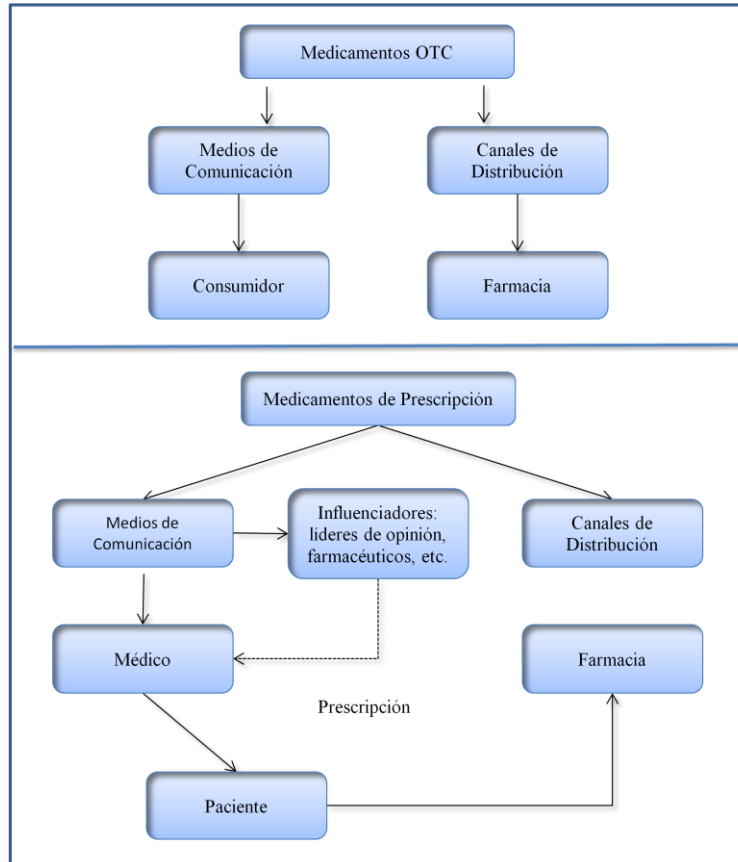 Medicamentos OTC
Medios de
Comunicación
Canales de
Distribución
Consumidor
Farmacia
Medicamentos de Prescripción
Medios de
Comunicación
Influenciadores:
líderes de opinión,
farmacéuticos, etc.
Canales de
Distribución
Médico
Farmacia
Prescripción
Paciente